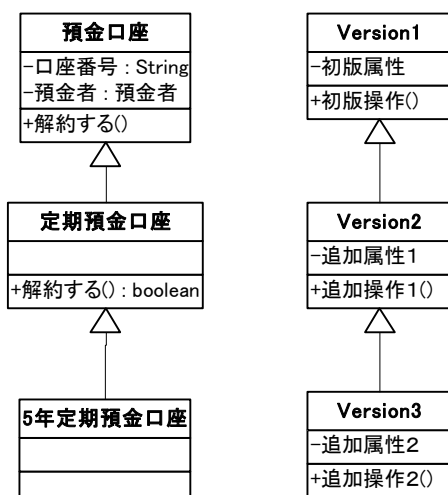 預金口座
-口座番号 : String
-預金者 : 預金者
+解約する()
定期預金口座
+解約する() : boolean
5年定期預金口座
Version1
-初版属性
+初版操作()
Version2
-追加属性1
+追加操作1()
Version3
-追加属性2
+追加操作2()